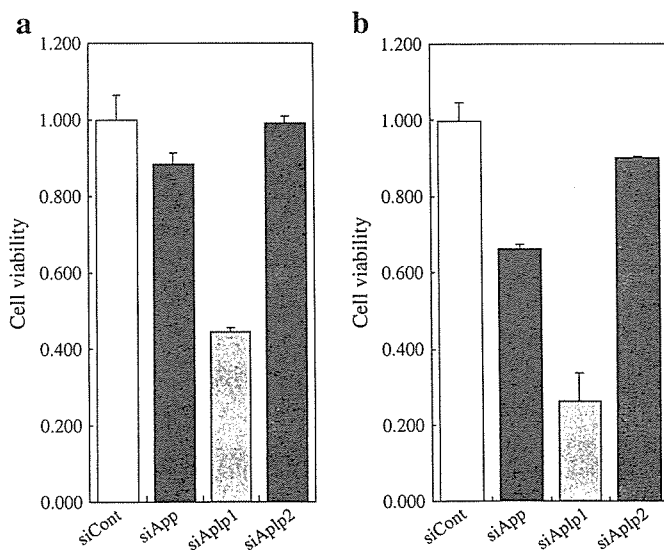 a
1.200
1.000
0.800
0.600
0.400
0.200
0.000
Cell viability
siCont
siApp
siAplp1
siAplp2
b
1.200
1.000
0.800
0.600
0.400
0.200
0.000
Cell viability
siCont
siApp
siAplp1
siAplp2